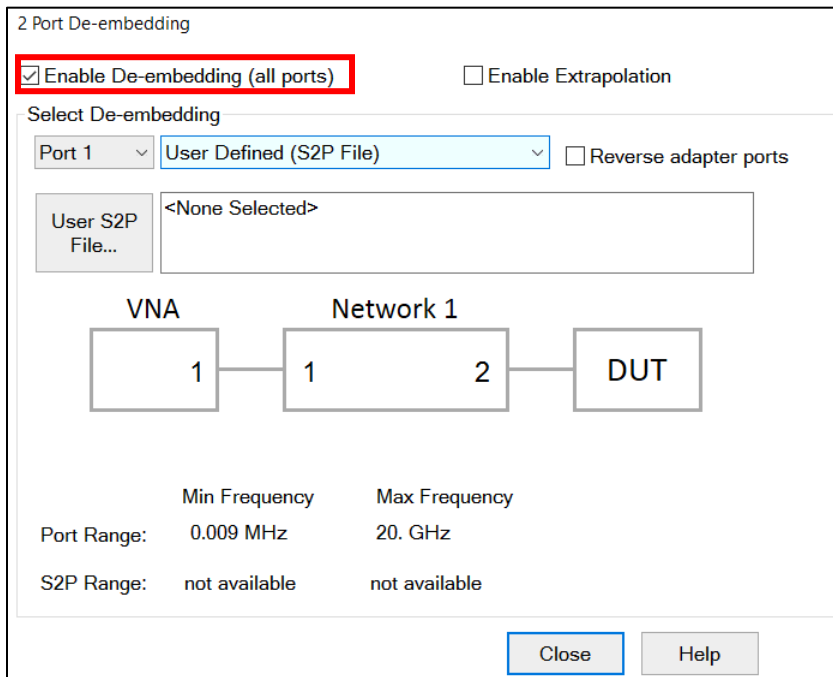 2 Port De-embedding
Enable De-embedding (all ports) Enable Extrapolation
Select De-embedding
Port 1 User Defined (S2P File) Reverse adapter ports
User S2P File... <None Selected>
VNA Network 1
1 1 2 DUT
Min Frequency Max Frequency
Port Range: 0.009 MHz 20. GHz
S2P Range: not available not available
Close Help